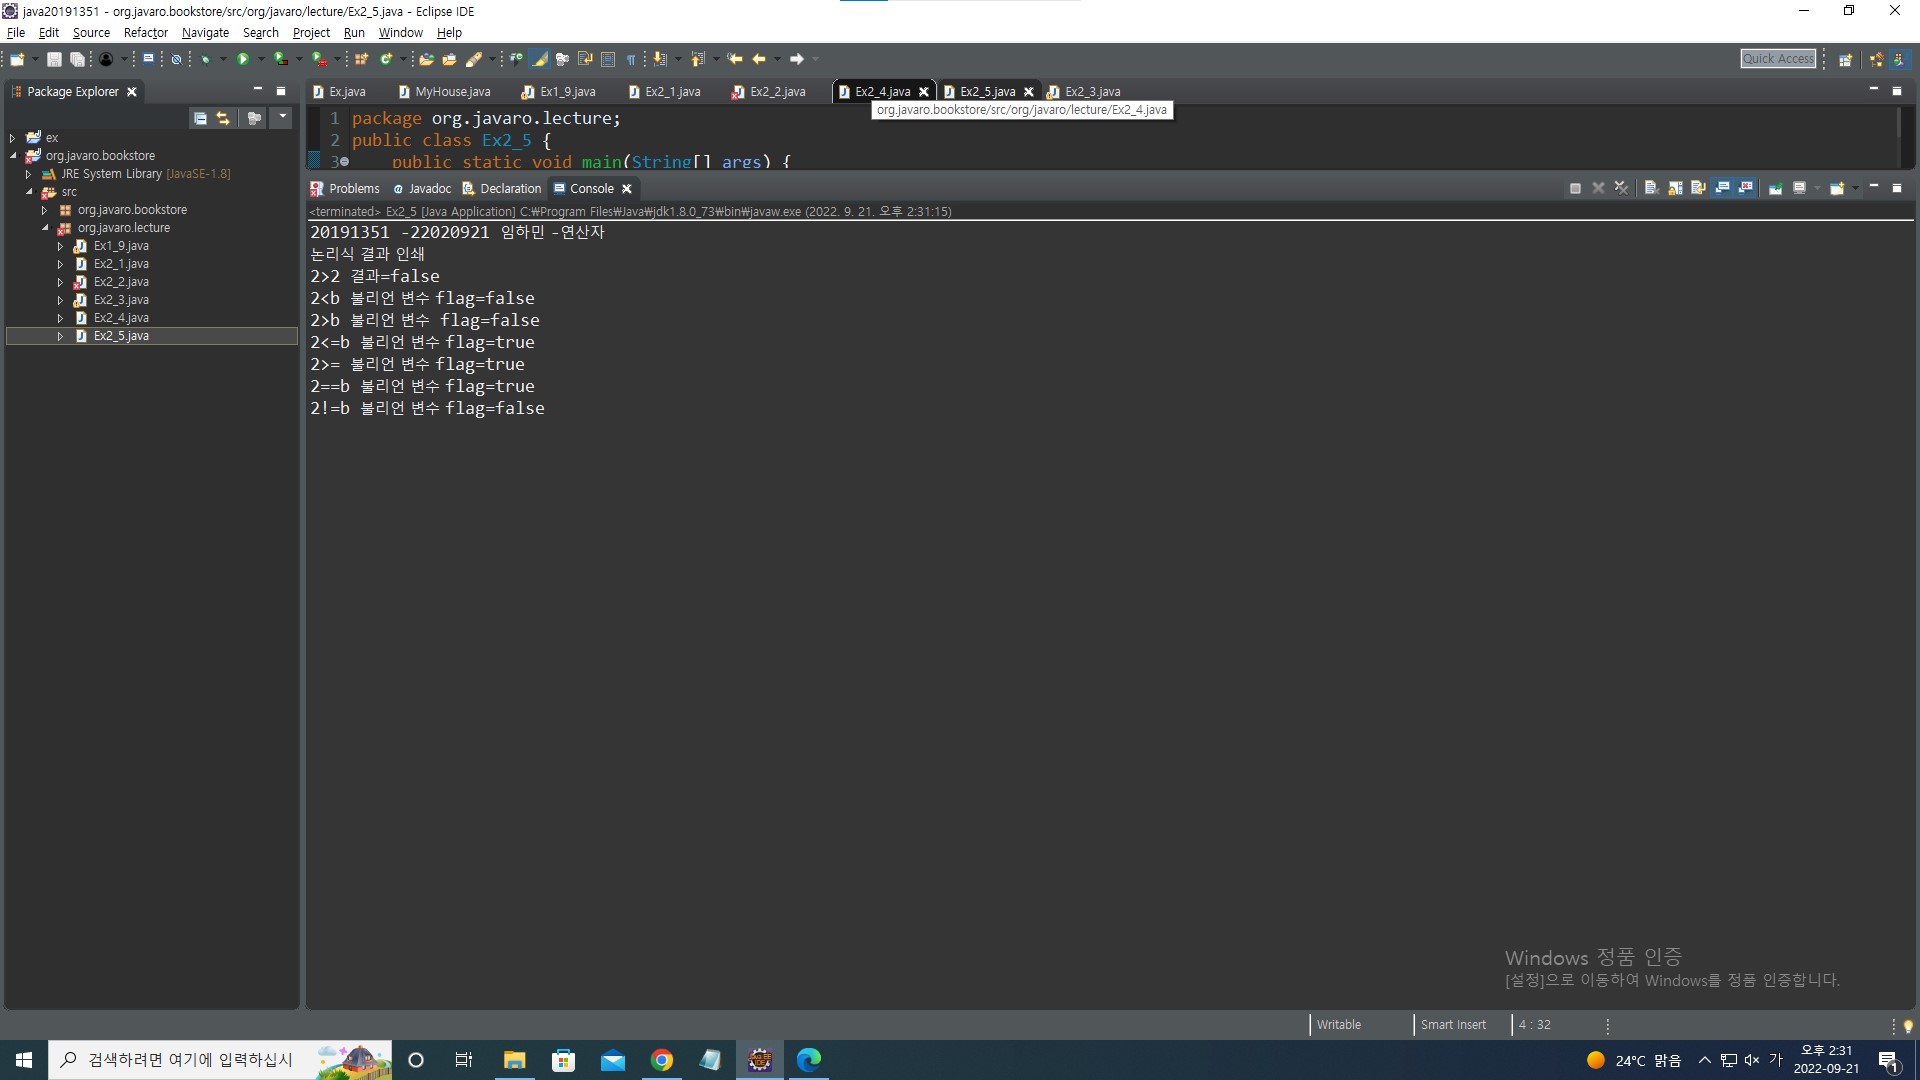 java20191351 - org.javaro.bookstore/src/org/javaro/lecture/Ex2_5.java - Eclipse IDE
File Edit Source Refactor Navigate Search Project Run Window Help
Quick Access
Package Explorer
Ex.java MyHouse.java Ex1_9.java Ex2_1.java Ex2_2.java Ex2_4.java Ex2_5.java Ex2_3.java
org.javaro.bookstore/src/org/javaro/lecture/Ex2_4.java
ex
org.javaro.bookstore
JRE System Library [JavaSE-1.8]
src
org.javaro.bookstore
org.javaro.lecture
Ex1_9.java
Ex2_1.java
Ex2_2.java
Ex2_3.java
Ex2_4.java
Ex2_5.java
1 package org.javaro.lecture;
2 public class Ex2_5 {
3 public static void main(String[] args) {
Problems Javadoc Declaration Console
<terminated> Ex2_5 [Java Application] C:₩Program Files₩Java₩jdk1.8.0_73₩bin₩javaw.exe (2022. 9. 21. 오후 2:31:15)
20191351 -22020921 임하민 -연산자
논리식 결과 인쇄
2>2 결과=false
2<b 불리언 변수 flag=false
2>b 불리언 변수 flag=false
2<=b 불리언 변수 flag=true
2>= 불리언 변수 flag=true
2==b 불리언 변수 flag=true
2!=b 불리언 변수 flag=false
Windows 정품 인증
[설정]으로 이동하여 Windows를 정품 인증합니다.
Writable Smart Insert 4 : 32
검색하려면 여기에 입력하십시
24°C 맑음 가 오후 2:31
2022-09-21
1